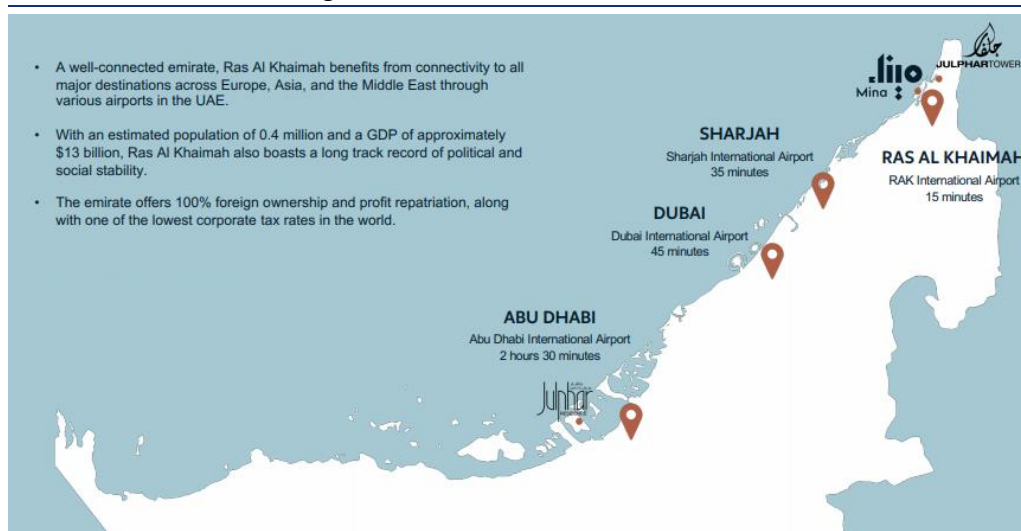 • A well-connected emirate, Ras Al Khaimah benefits from connectivity to all
major destinations across Europe, Asia, and the Middle East through
various airports in the UAE.
• With an estimated population of 0.4 million and a GDP of approximately
$13 billion, Ras Al Khaimah also boasts a long track record of political and
social stability.
• The emirate offers 100% foreign ownership and profit repatriation, along
with one of the lowest corporate tax rates in the world.
جلفار
JULPHARTOWER
ميناء
Mina
SHARJAH
Sharjah International Airport
35 minutes
RAS AL KHAIMAH
RAK International Airport
15 minutes
DUBAI
Dubai International Airport
45 minutes
ABU DHABI
Abu Dhabi International Airport
2 hours 30 minutes
Julphar